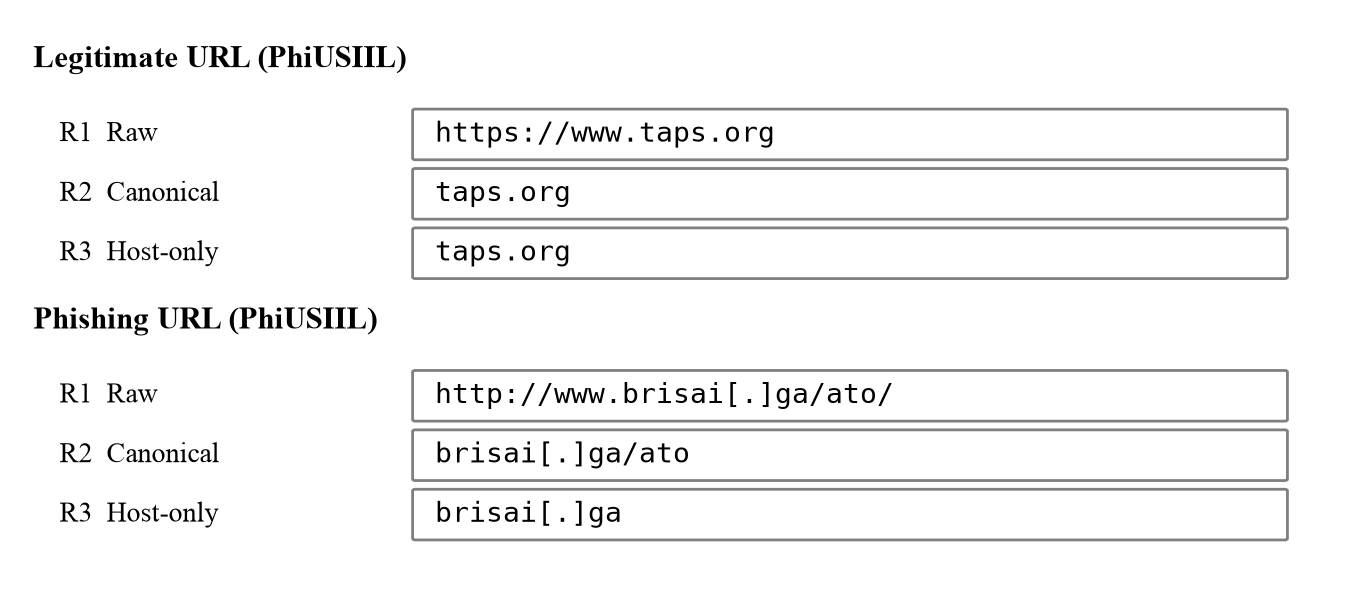 Legitimate URL (PhiUSIIL)
R1 Raw https://www.taps.org
R2 Canonical taps.org
R3 Host-only taps.org
Phishing URL (PhiUSIIL)
R1 Raw http://www.brisai[.]ga/ato/
R2 Canonical brisai[.]ga/ato
R3 Host-only brisai[.]ga